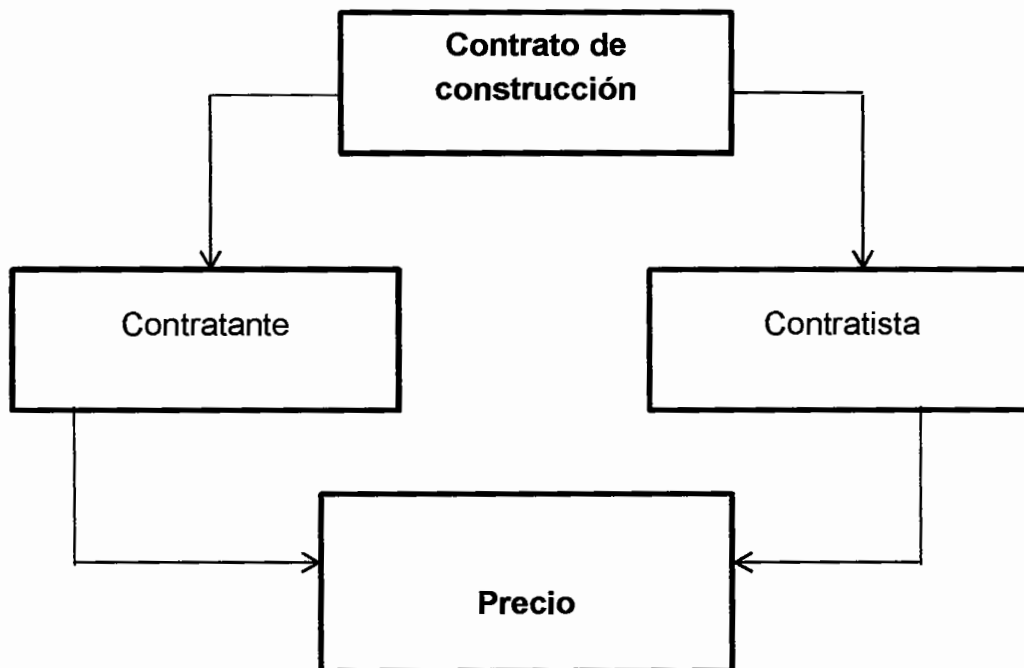 Contrato de
construcción
Contratante
Contratista
Precio